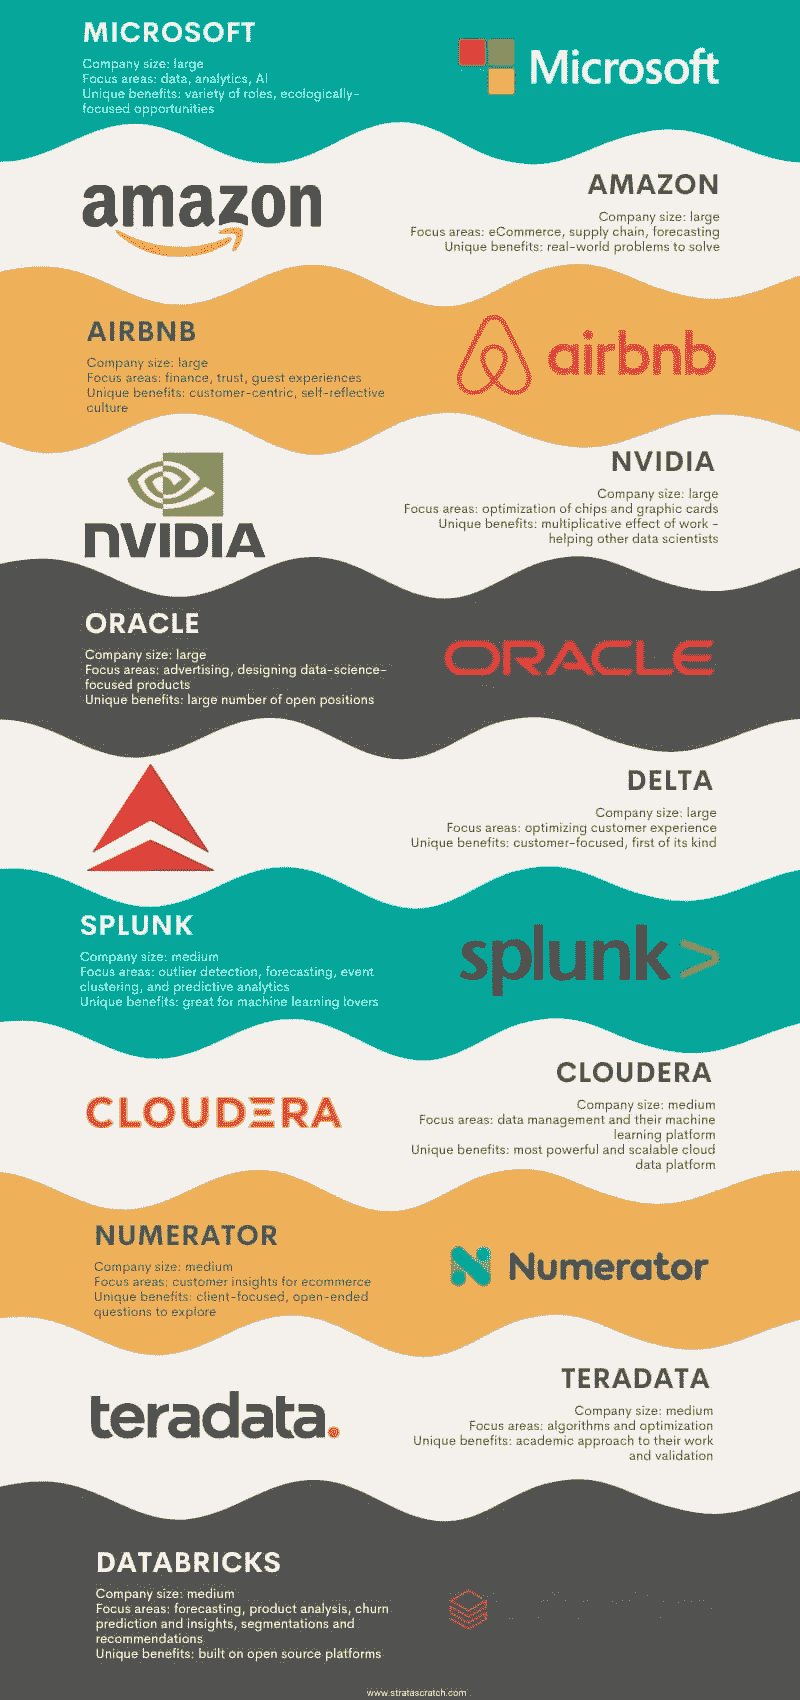 MICROSOFT
Company size: large
Focus areas: data, analytics, AI
Unique benefits: variety of roles, ecologically-
focused opportunities
Microsoft
amazon
AMAZON
Company size: large
Focus areas: eCommerce, supply chain, forecasting
Unique benefits: real-world problems to solve
AIRBNB
Company size: large
Focus areas: finance, trust, guest experiences
Unique benefits: customer-centric, self-reflective
culture
airbnb
NVIDIA
NVIDIA
Company size: large
Focus areas: optimization of chips and graphic cards
Unique benefits: multiplicative effect of work -
helping other data scientists
ORACLE
Company size: large
Focus areas: advertising, designing data-science-
focused products
Unique benefits: large number of open positions
ORACLE
DELTA
Company size: large
Focus areas: optimizing customer experience
Unique benefits: customer-focused, first of its kind
SPLUNK
Company size: medium
Focus areas: outlier detection, forecasting, event
clustering, and predictive analytics
Unique benefits: great for machine learning lovers
splunk>
CLOUDERA
CLOUDERA
Company size: medium
Focus areas: data management and their machine
learning platform
Unique benefits: most powerful and scalable cloud
data platform
NUMERATOR
Company size: medium
Focus areas: customer insights for ecommerce
Unique benefits: client-focused, open-ended
questions to explore
Numerator
teradata.
TERADATA
Company size: medium
Focus areas: algorithms and optimization
Unique benefits: academic approach to their work
and validation
DATABRICKS
Company size: medium
Focus areas: forecasting, product analysis, churn
prediction and insights, segmentations and
recommendations
Unique benefits: built on open source platforms
www.stratascratch.com